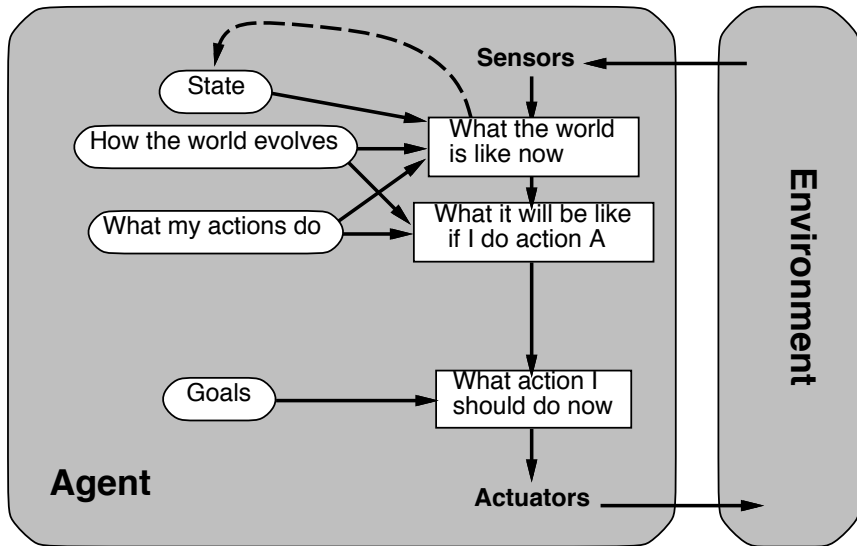 Sensors
State
What the world
is like now
How the world evolves
What it will be like
if I do action A
What my actions do
Goals
What action I
should do now
Agent
Actuators
Environment